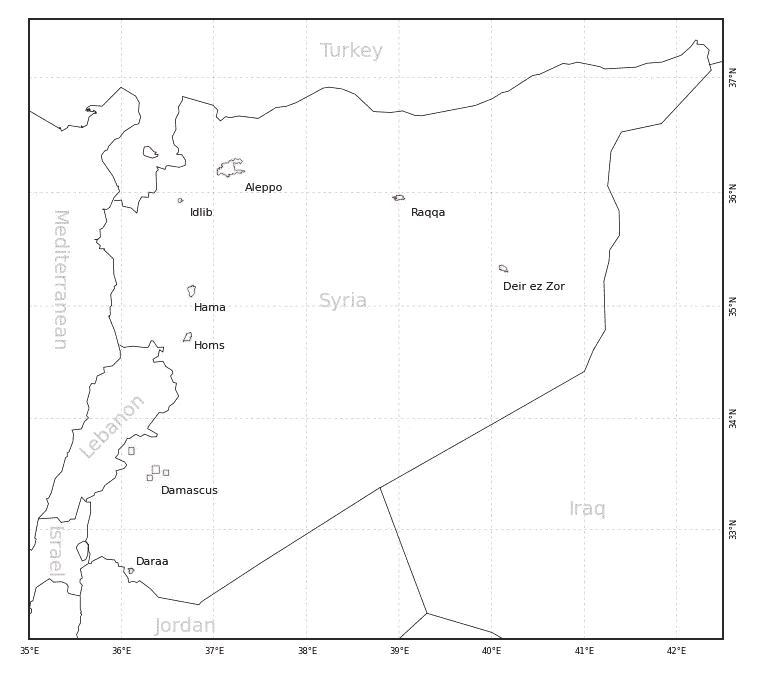 Turkey
37°N
Aleppo
36°N
Idlib
Raqqa
Mediterranean
Deir ez Zor
Syria
Hama
35°N
Homs
Lebanon
34°N
Damascus
Iraq
33°N
Israel
Daraa
Jordan
35°E 36°E 37°E 38°E 39°E 40°E 41°E 42°E